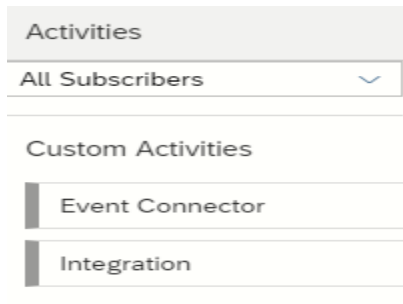 Activities
All Subscribers
Custom Activities
Event Connector
Integration